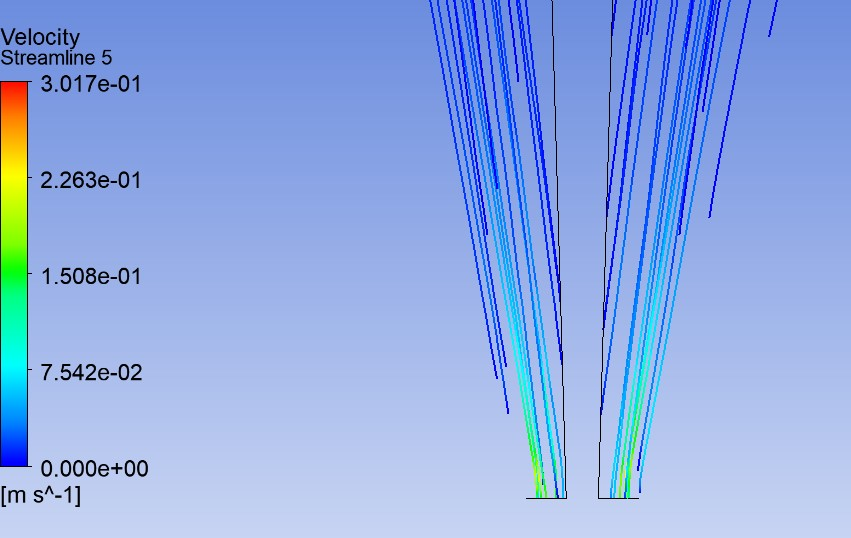 Velocity
Streamline 5
3.017e-01
2.263e-01
1.508e-01
7.542e-02
0.000e+00
[m s^-1]